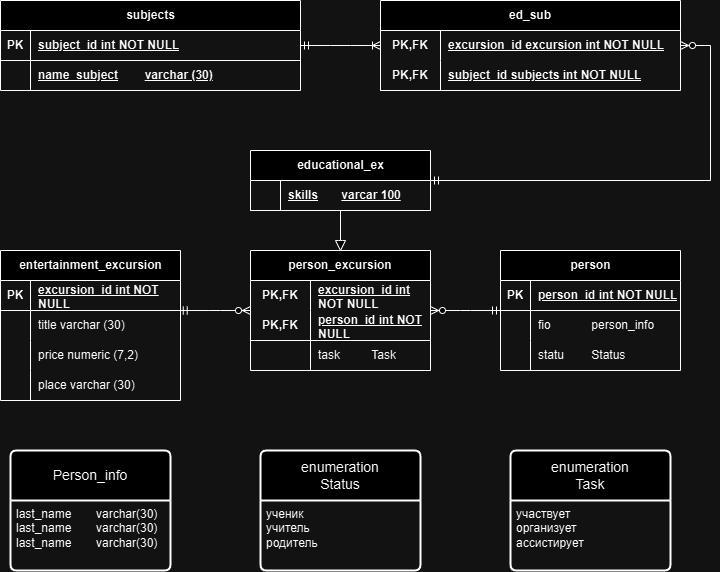 subjects
PK subject_id int NOT NULL
name_subject varchar (30)
ed_sub
PK,FK excursion_id excursion int NOT NULL
PK,FK subject_id subjects int NOT NULL
educational_ex
skills varcar 100
entertainment_excursion
PK excursion_id int NOT
NULL
title varchar (30)
price numeric (7,2)
place varchar (30)
person_excursion
PK,FK excursion_id int
NOT NULL
PK,FK person_id int NOT
NULL
task Task
person
PK person_id int NOT NULL
fio person_info
statu Status
Person_info
last_name varchar(30)
last_name varchar(30)
last_name varchar(30)
enumeration
Status
ученик
учитель
родитель
enumeration
Task
участвует
организует
ассистирует